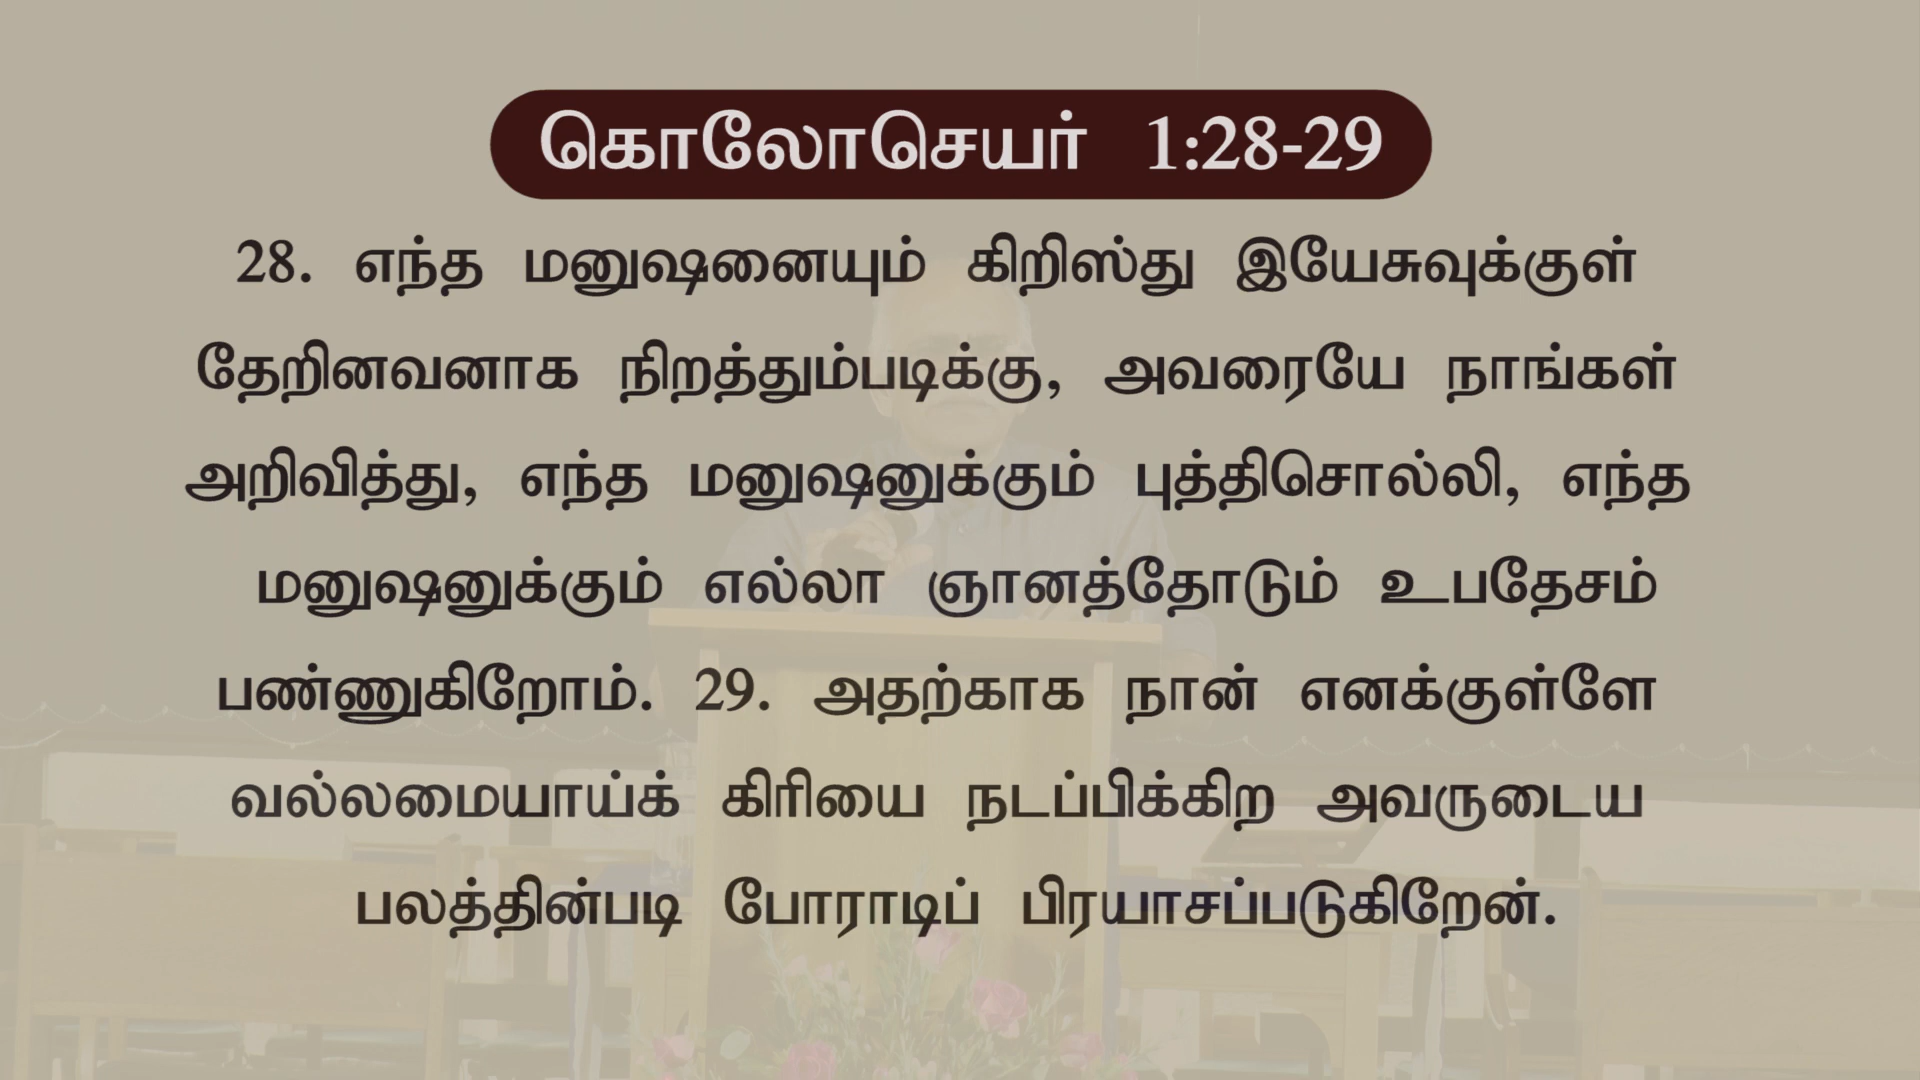 கொலோசெயர் 1:28-29
28. எந்த மனுஷனையும் கிறிஸ்து இயேசுவுக்குள்
தேறினவனாக நிறத்தும்படிக்கு, அவரையே நாங்கள்
அறிவித்து, எந்த மனுஷனுக்கும் புத்திசொல்லி, எந்த
மனுஷனுக்கும் எல்லா ஞானத்தோடும் உபதேசம்
பண்ணுகிறோம். 29. அதற்காக நான் எனக்குள்ளே
வல்லமையாய்க் கிரியை நடப்பிக்கிற அவருடைய
பலத்தின்படி போராடிப் பிரயாசப்படுகிறேன்.